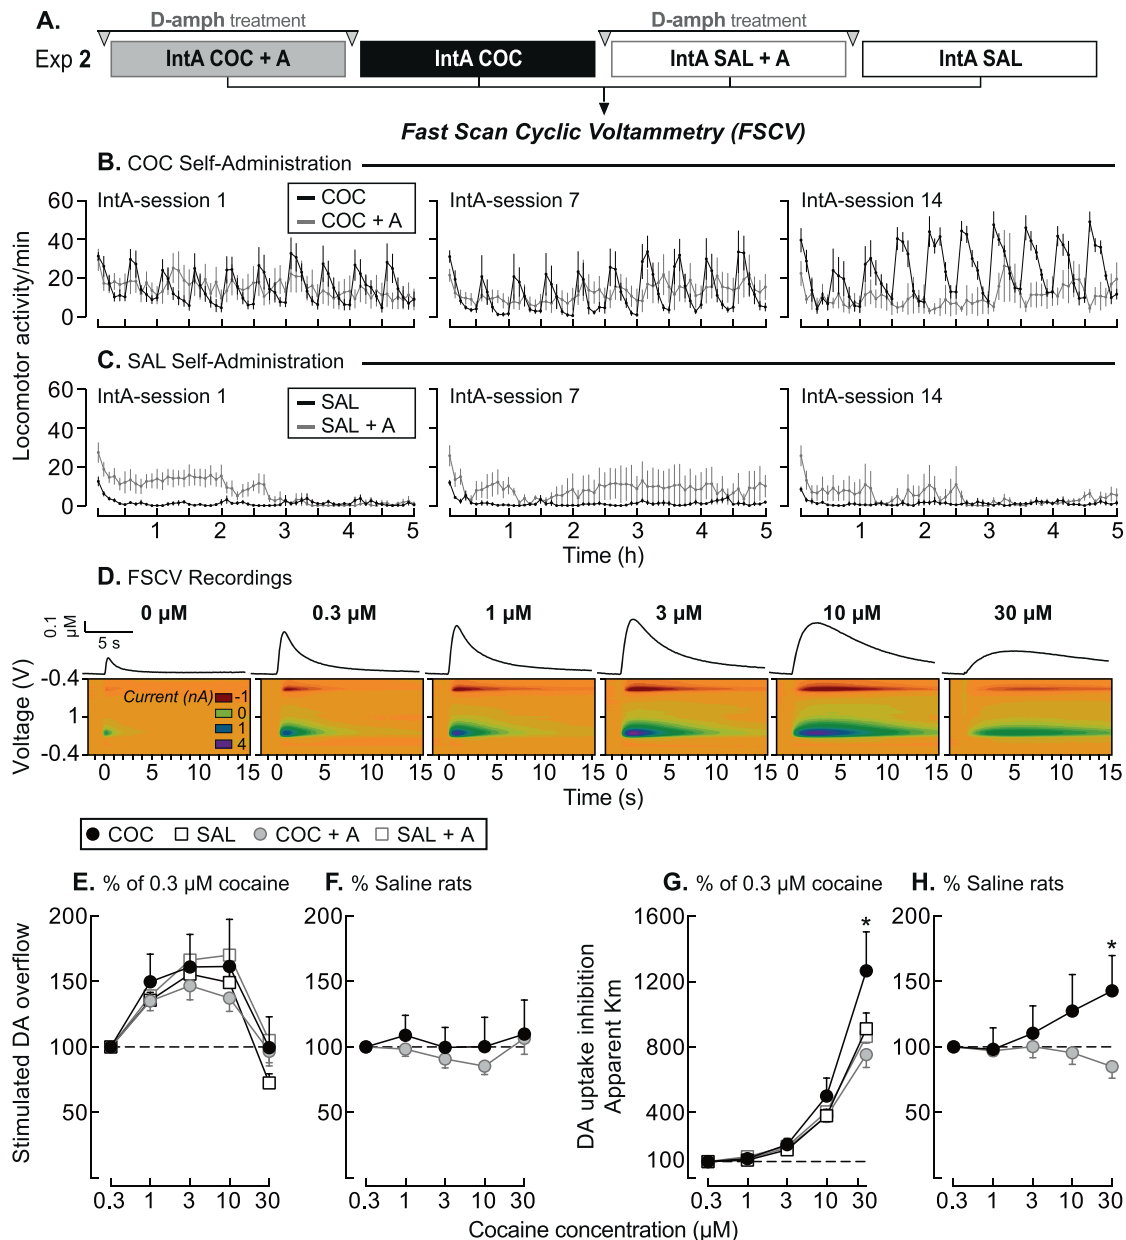 A.
D-amph treatment
D-amph treatment
Exp 2
IntA COC + A
IntA COC
IntA SAL + A
IntA SAL
Fast Scan Cyclic Voltammetry (FSCV)
B. COC Self-Administration
IntA-session 1
COC
COC + A
IntA-session 7
IntA-session 14
60
40
20
0
Locomotor activity/min
C. SAL Self-Administration
IntA-session 1
SAL
SAL + A
IntA-session 7
IntA-session 14
60
40
20
0
1 2 3 4 5
1 2 3 4 5
1 2 3 4 5
Time (h)
D. FSCV Recordings
0.1 µM
5 s
0 µM
0.3 µM
1 µM
3 µM
10 µM
30 µM
Voltage (V)
-0.4
1
-0.4
Current (nA)
-1
0
1
4
0 5 10 15
0 5 10
0 5 10
0 5 10
0 5 10 15
0 5 10 15
Time (s)
COC SAL COC + A SAL + A
E. % of 0.3 µM cocaine
Stimulated DA overflow
200
150
100
50
0.3 1 3 10 30
F. % Saline rats
200
150
100
50
0.3 1 3 10 30
G. % of 0.3 µM cocaine
DA uptake inhibition
Apparent Km
1600
1200
800
400
100
*
0.3 1 3 10 30
H. % Saline rats
200
150
100
50
*
0.3 1 3 10 30
Cocaine concentration (µM)